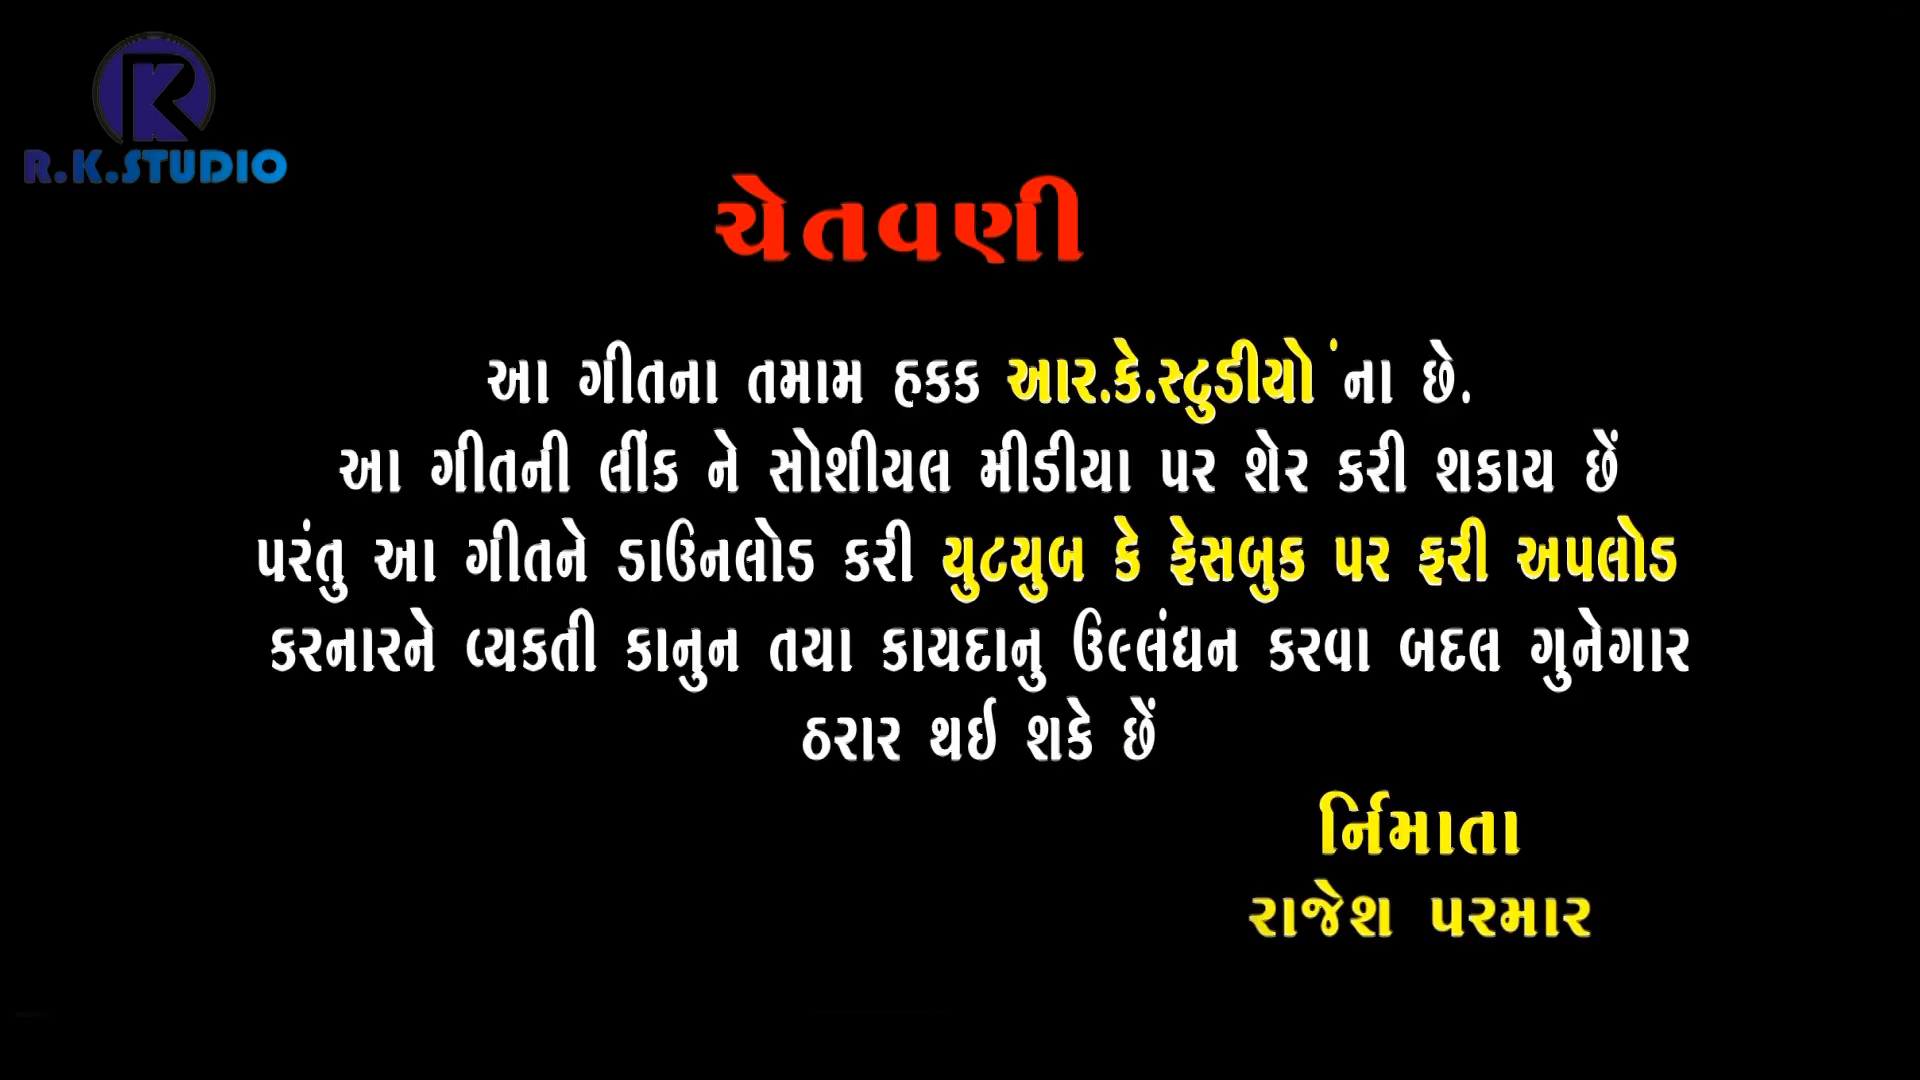 R.K.STUDIO
ચેતવણી
આ ગીતના તમામ હકક આર.કે.સ્ટુડીયોં ના છે.
આ ગીતની લીંક ને સોશીયલ મીડીયા પર શેર કરી શકાય છેં
પરંતુ આ ગીતને ડાઉનલોડ કરી યુટયુબ કે ફેસબુક પર ફરી અપલોડ
કરનારને વ્યકતી કાનુન તયા કાયદાનુ ઉલ્લંઘન કરવા બદલ ગુનેગાર
ઠરાર થઈ શકે છેં
ર્નિમાતા
રાજેશ પરમાર